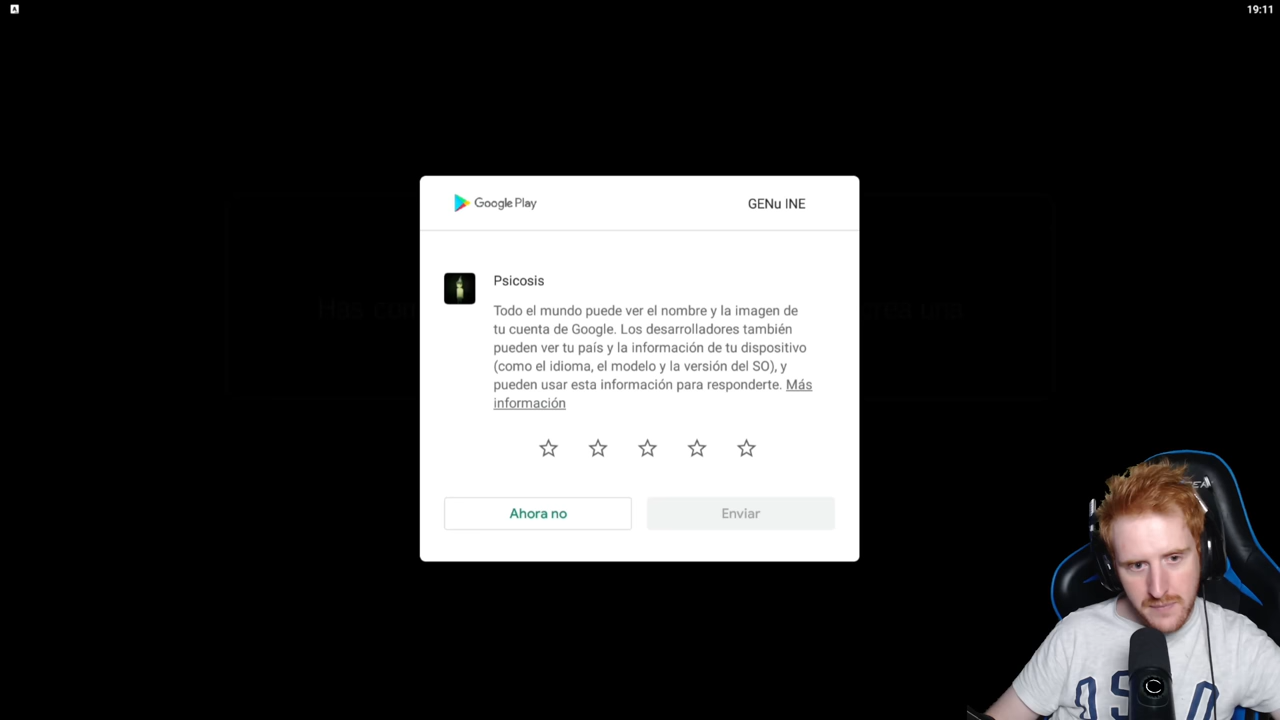 19:11
Google Play
GENu INE
Psicosis
Todo el mundo puede ver el nombre y la imagen de
tu cuenta de Google. Los desarrolladores también
pueden ver tu país y la información de tu dispositivo
(como el idioma, el modelo y la versión del SO), y
pueden usar esta información para responderte. Más
información
Ahora no
Enviar